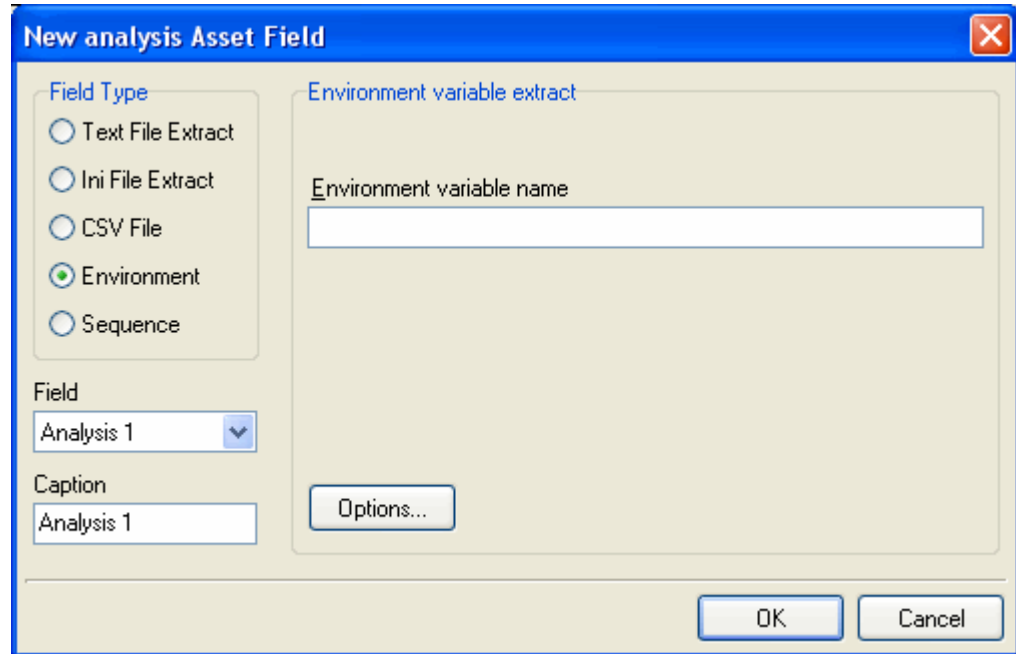 New analysis Asset Field
Field Type
Text File Extract
Ini File Extract
CSV File
Environment
Sequence
Field
Analysis 1
Caption
Analysis 1
Environment variable extract
Environment variable name
Options...
OK
Cancel